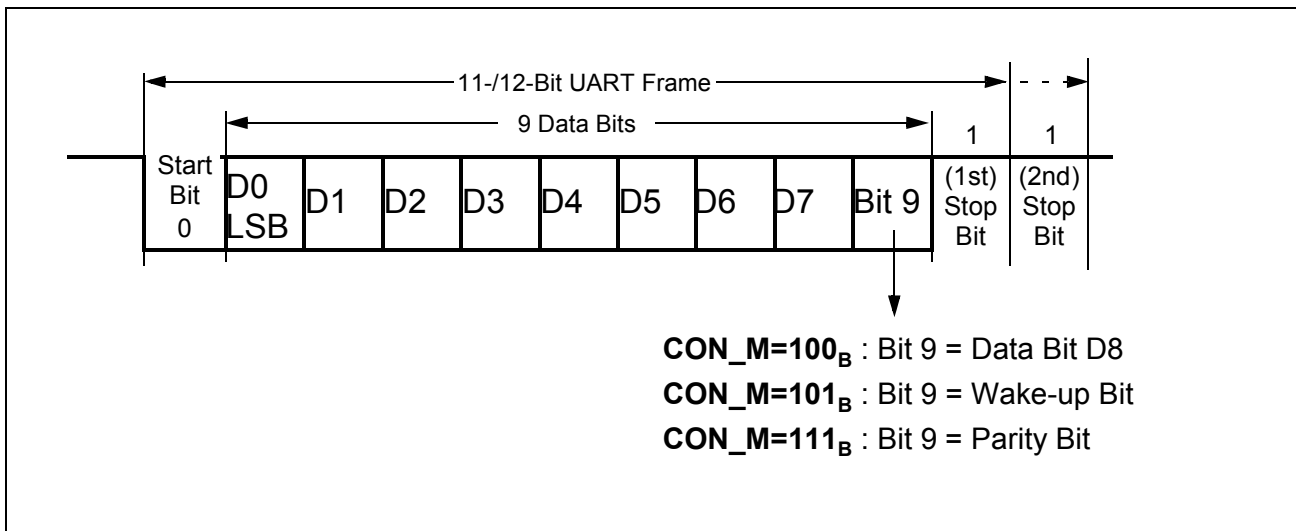 11-/12-Bit UART Frame
9 Data Bits
1
1
Start
Bit
0
D0
LSB
D1
D2
D3
D4
D5
D6
D7
Bit 9
(1st)
Stop
Bit
(2nd)
Stop
Bit
CON_M=100B : Bit 9 = Data Bit D8
CON_M=101B : Bit 9 = Wake-up Bit
CON_M=111B : Bit 9 = Parity Bit